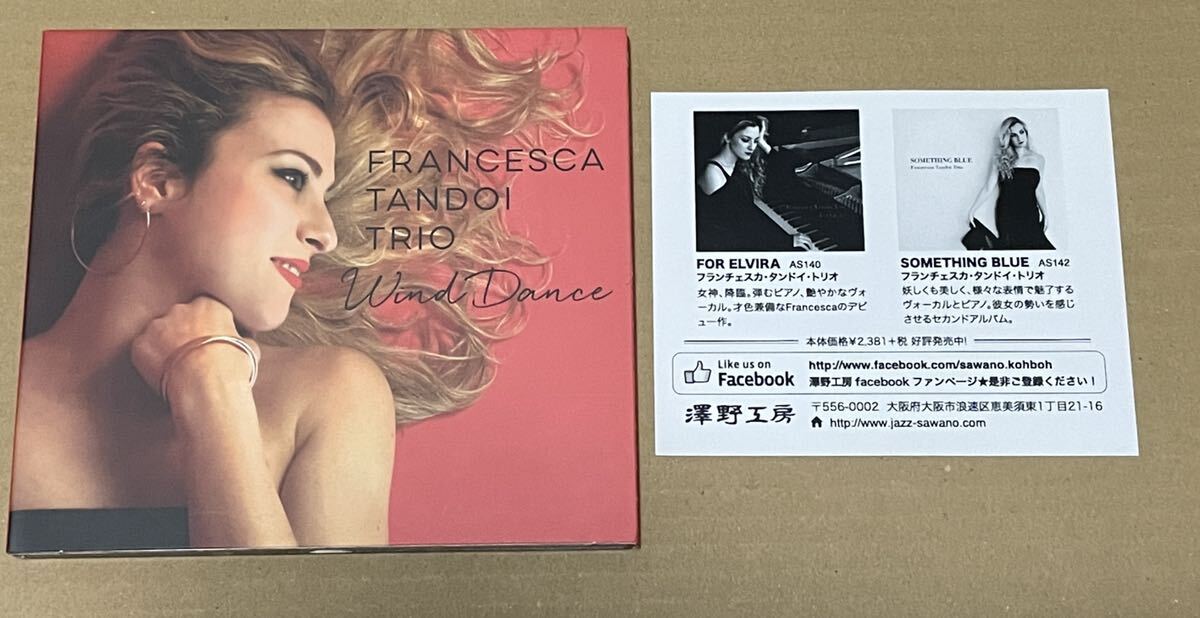 FRANCESCA
TANDOI
TRIO
Wind Dance
SOMETHING BLUE
Francesca Tandoi Trio
FOR ELVIRA AS140
フランチェスカ・タンドイ・トリオ
女神、降臨。弾むピアノ、艶やかなヴォ
ーカル。才色兼備なFrancescaのデビ
ュー作。
SOMETHING BLUE AS142
フランチェスカ・タンドイ・トリオ
妖しくも美しく、様々な表情で魅了する
ヴォーカルとピアノ。彼女の勢いを感じ
させるセカンドアルバム。
本体価格¥2,381+税 好評発売中!
Like us on
Facebook
http://www.facebook.com/sawano.kohboh
澤野工房 facebook ファンページ★是非ご登録ください！
澤野工房
〒556-0002 大阪府大阪市浪速区恵美須東1丁目21-16
http://www.jazz-sawano.com